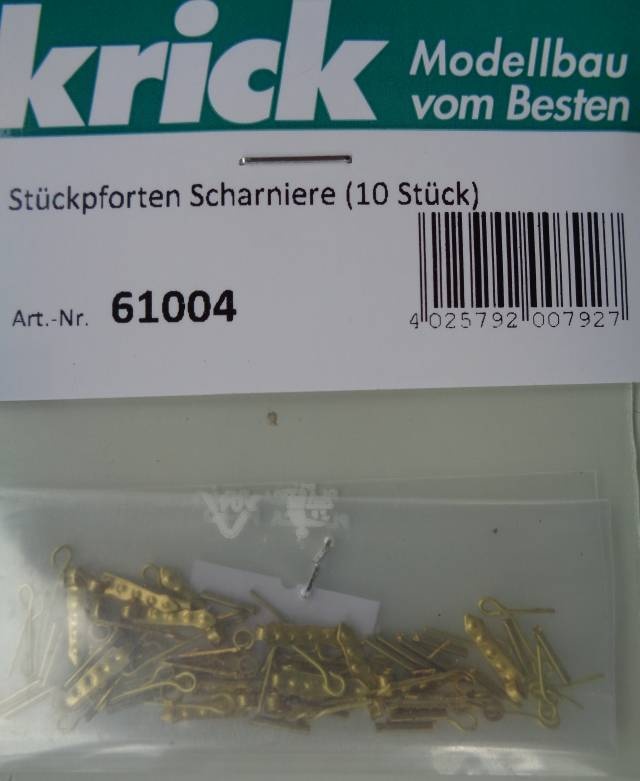 krick
Modellbau
vom Besten
Stückpforten Scharniere (10 Stück)
Art.-Nr. 61004
4 025792 007927